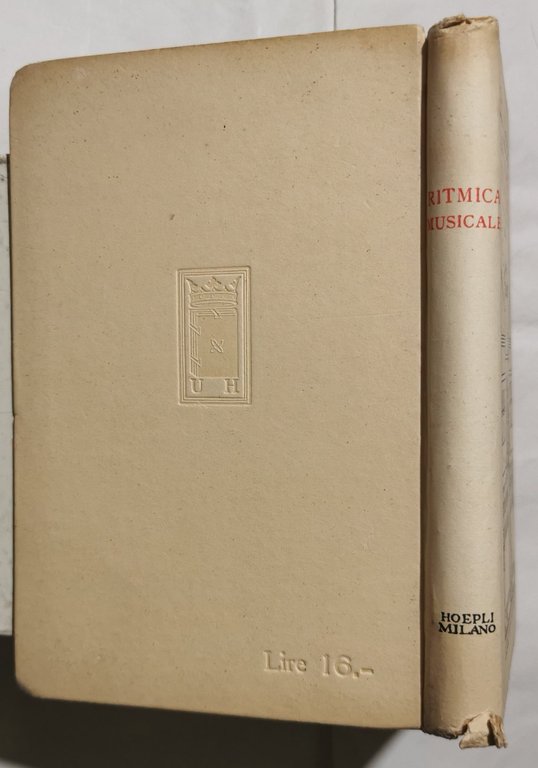 U H
Lire 16,-
RITMICA
MUSICALE
HOEPLI
MILANO